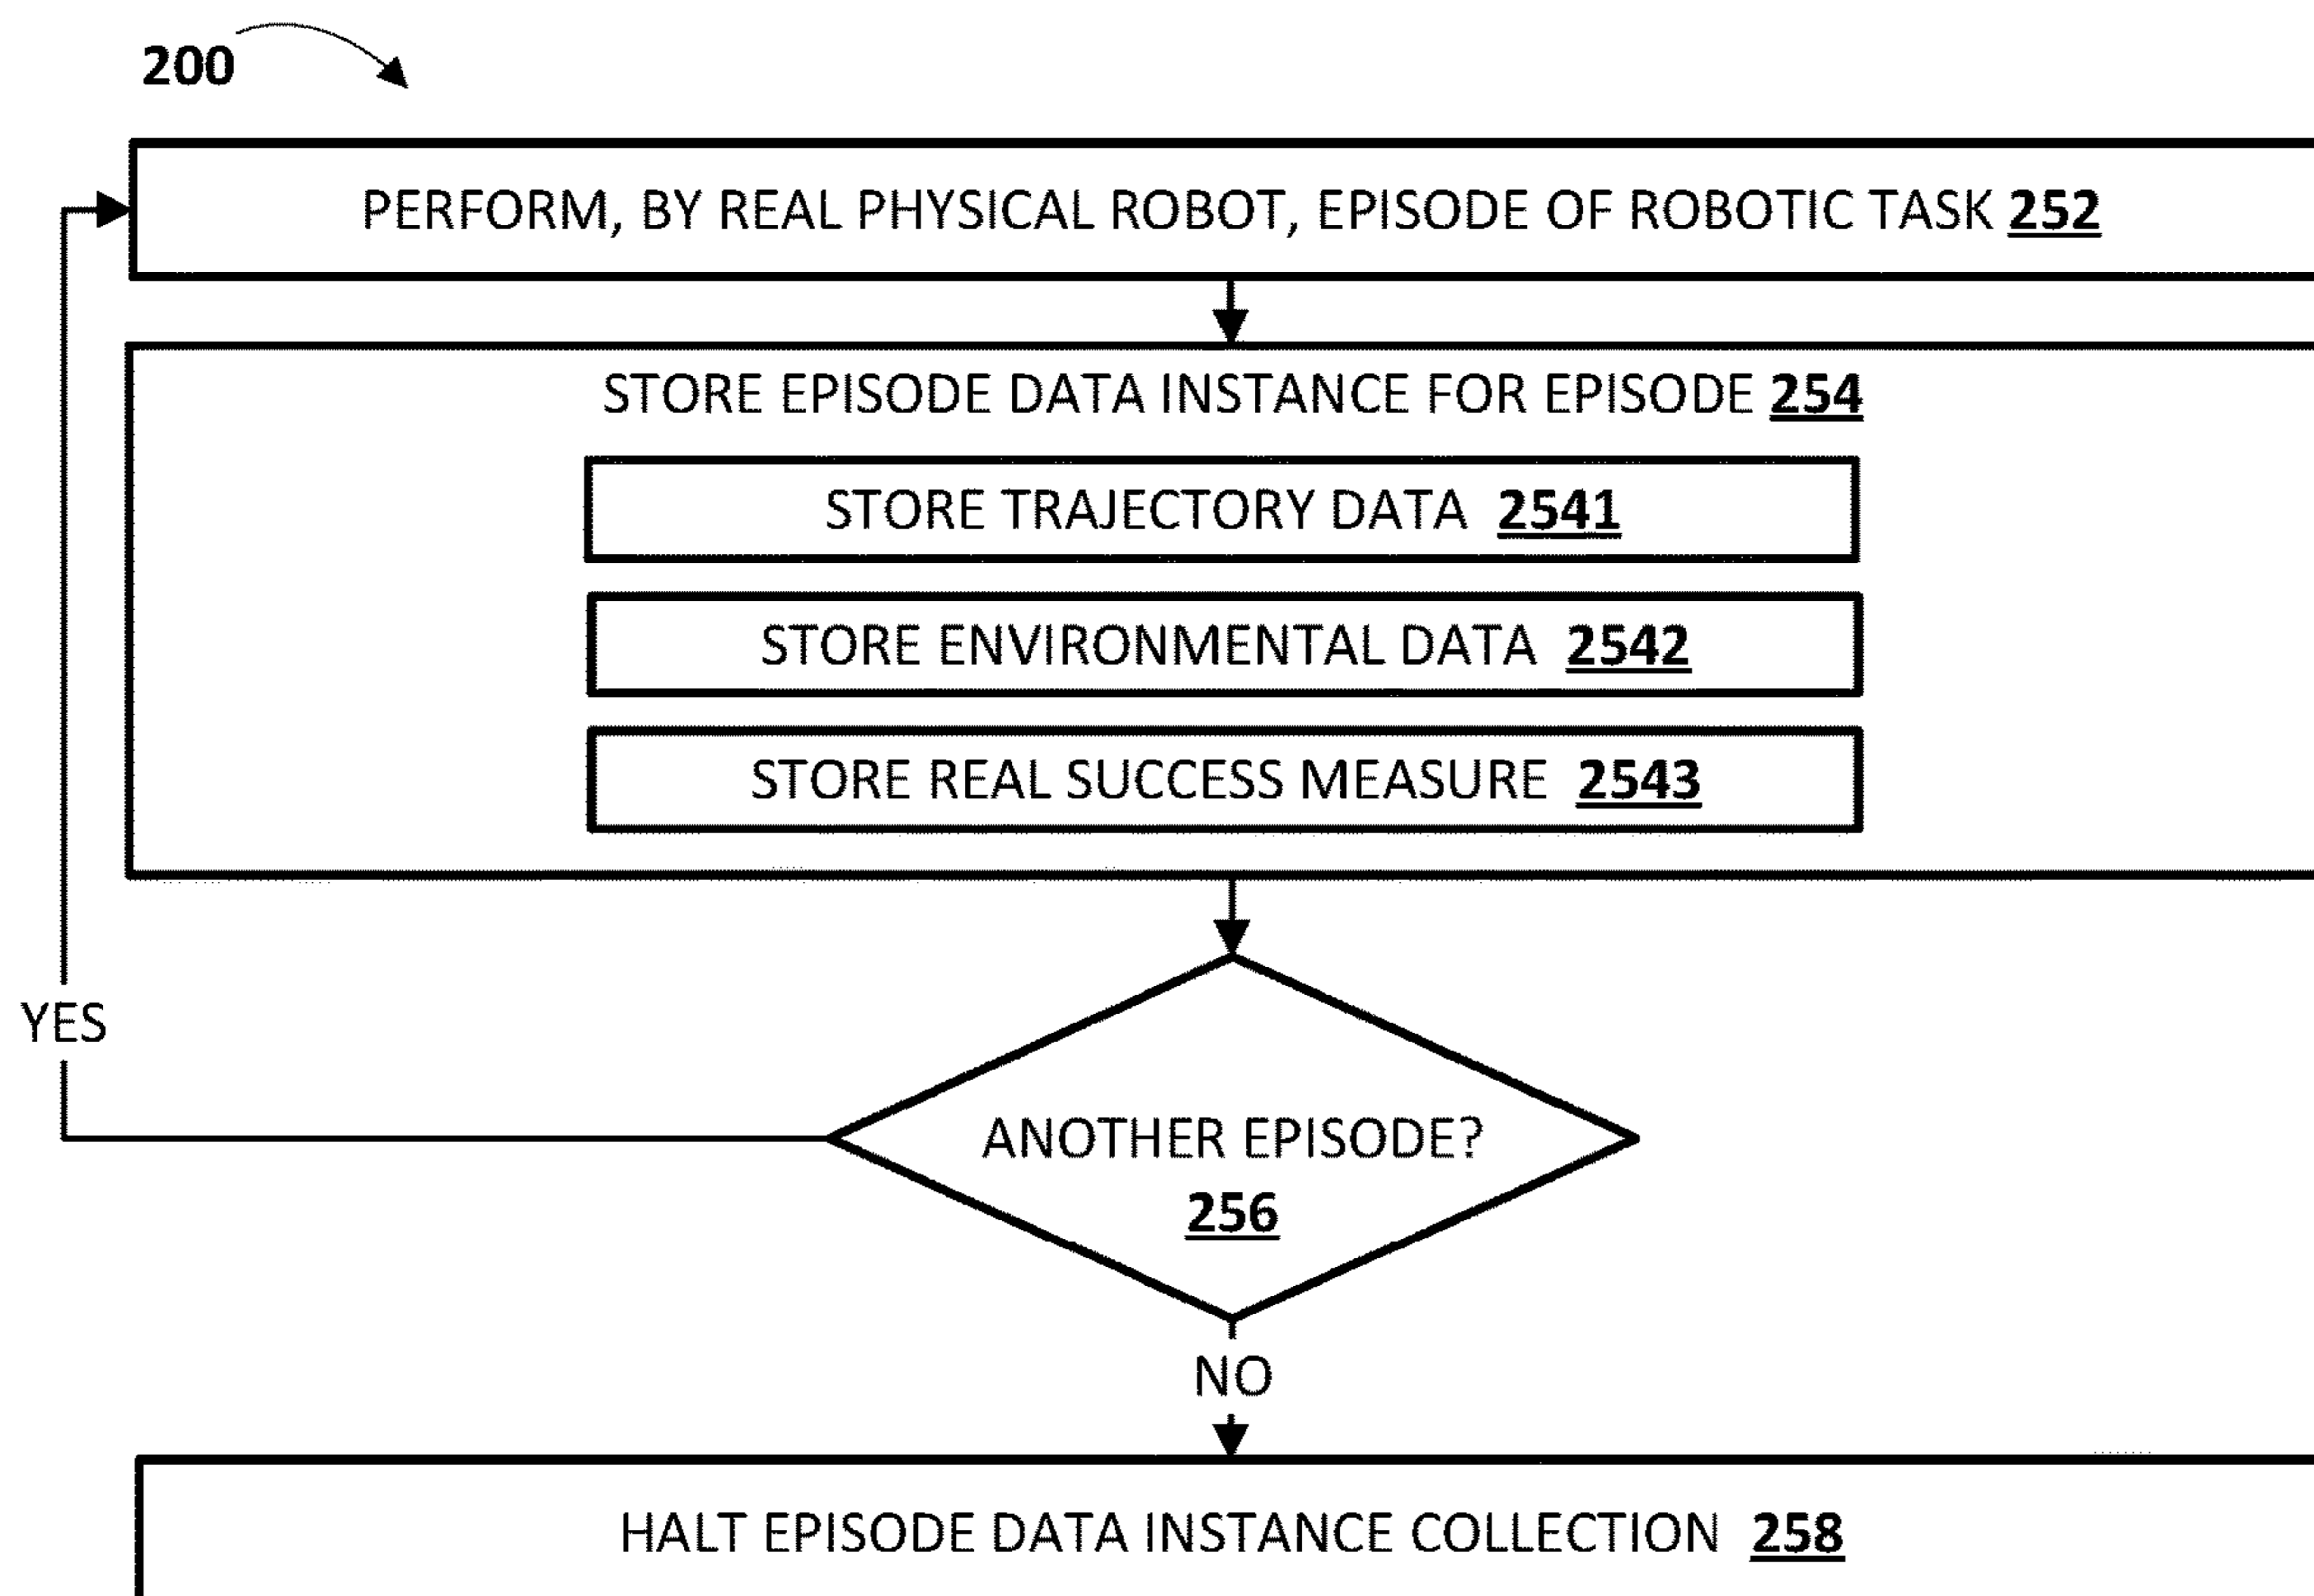 200
PERFORM, BY REAL PHYSICAL ROBOT, EPISODE OF ROBOTIC TASK 252
STORE EPISODE DATA INSTANCE FOR EPISODE 254
STORE TRAJECTORY DATA 2541
STORE ENVIRONMENTAL DATA 2542
STORE REAL SUCCESS MEASURE 2543
YES
ANOTHER EPISODE?
256
NO
HALT EPISODE DATA INSTANCE COLLECTION 258